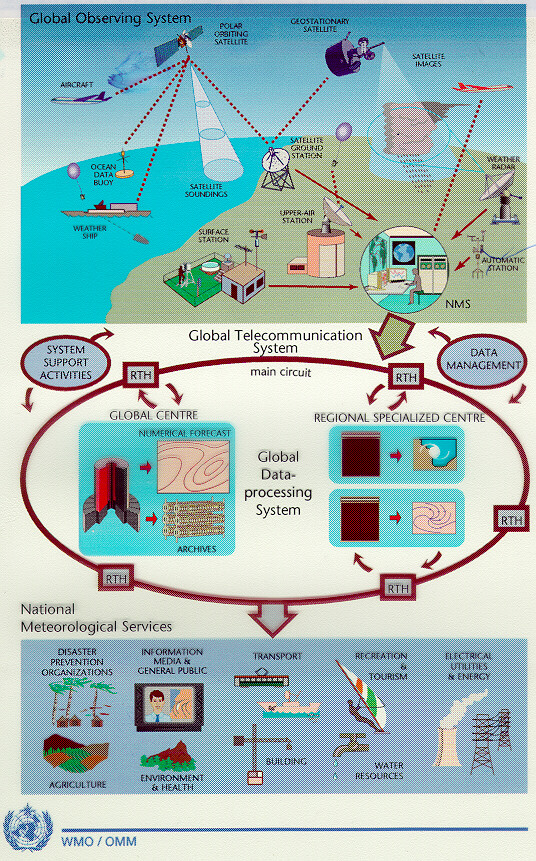 Global Observing System
POLAR
ORBITING
SATELLITE
GEOSTATIONARY
SATELLITE
SATELLITE
IMAGES
AIRCRAFT
OCEAN
DATA
BUOY
SATELLITE
GROUND
STATION
WEATHER
RADAR
SATELLITE
SOUNDINGS
UPPER-AIR
STATION
WEATHER
SHIP
SURFACE
STATION
AUTOMATIC
STATION
NMS
Global Telecommunication
System
main circuit
SYSTEM
SUPPORT
ACTIVITIES
DATA
MANAGEMENT
RTH
RTH
GLOBAL CENTRE
REGIONAL SPECIALIZED CENTRE
NUMERICAL FORECAST
Global
Data-
processing
System
ARCHIVES
RTH
RTH
RTH
National
Meteorological Services
DISASTER
PREVENTION
ORGANIZATIONS
INFORMATION
MEDIA &
GENERAL PUBLIC
TRANSPORT
RECREATION
&
TOURISM
ELECTRICAL
UTILITIES
& ENERGY
AGRICULTURE
ENVIRONMENT
& HEALTH
BUILDING
WATER
RESOURCES
WMO / OMM